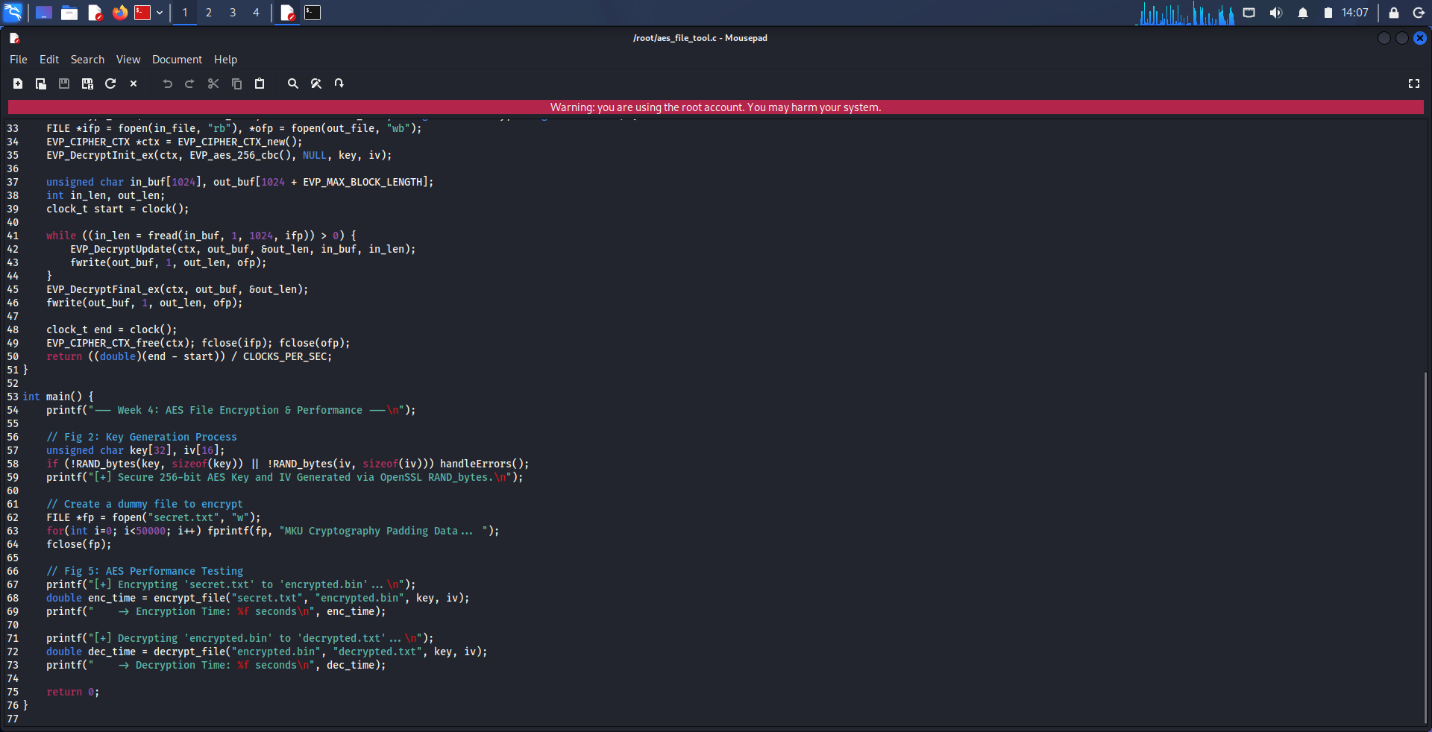 1 2 3 4 14:07
/root/aes_file_tool.c - Mousepad
File Edit Search View Document Help
Warning: you are using the root account. You may harm your system.
33 FILE *ifp = fopen(in_file, "rb"), *ofp = fopen(out_file, "wb");
34 EVP_CIPHER_CTX *ctx = EVP_CIPHER_CTX_new();
35 EVP_DecryptInit_ex(ctx, EVP_aes_256_cbc(), NULL, key, iv);
36
37 unsigned char in_buf[1024], out_buf[1024 + EVP_MAX_BLOCK_LENGTH];
38 int in_len, out_len;
39 clock_t start = clock();
40
41 while ((in_len = fread(in_buf, 1, 1024, ifp)) > 0) {
42 EVP_DecryptUpdate(ctx, out_buf, &out_len, in_buf, in_len);
43 fwrite(out_buf, 1, out_len, ofp);
44 }
45 EVP_DecryptFinal_ex(ctx, out_buf, &out_len);
46 fwrite(out_buf, 1, out_len, ofp);
47
48 clock_t end = clock();
49 EVP_CIPHER_CTX_free(ctx); fclose(ifp); fclose(ofp);
50 return ((double)(end - start)) / CLOCKS_PER_SEC;
51 }
52
53 int main() {
54 printf("--- Week 4: AES File Encryption & Performance ---\n");
55
56 // Fig 2: Key Generation Process
57 unsigned char key[32], iv[16];
58 if (!RAND_bytes(key, sizeof(key)) || !RAND_bytes(iv, sizeof(iv))) handleErrors();
59 printf("[+] Secure 256-bit AES Key and IV Generated via OpenSSL RAND_bytes.\n");
60
61 // Create a dummy file to encrypt
62 FILE *fp = fopen("secret.txt", "w");
63 for(int i=0; i<50000; i++) fprintf(fp, "MKU Cryptography Padding Data... ");
64 fclose(fp);
65
66 // Fig 5: AES Performance Testing
67 printf("[+] Encrypting 'secret.txt' to 'encrypted.bin'...\n");
68 double enc_time = encrypt_file("secret.txt", "encrypted.bin", key, iv);
69 printf(" -> Encryption Time: %f seconds\n", enc_time);
70
71 printf("[+] Decrypting 'encrypted.bin' to 'decrypted.txt'...\n");
72 double dec_time = decrypt_file("encrypted.bin", "decrypted.txt", key, iv);
73 printf(" -> Decryption Time: %f seconds\n", dec_time);
74
75 return 0;
76 }
77